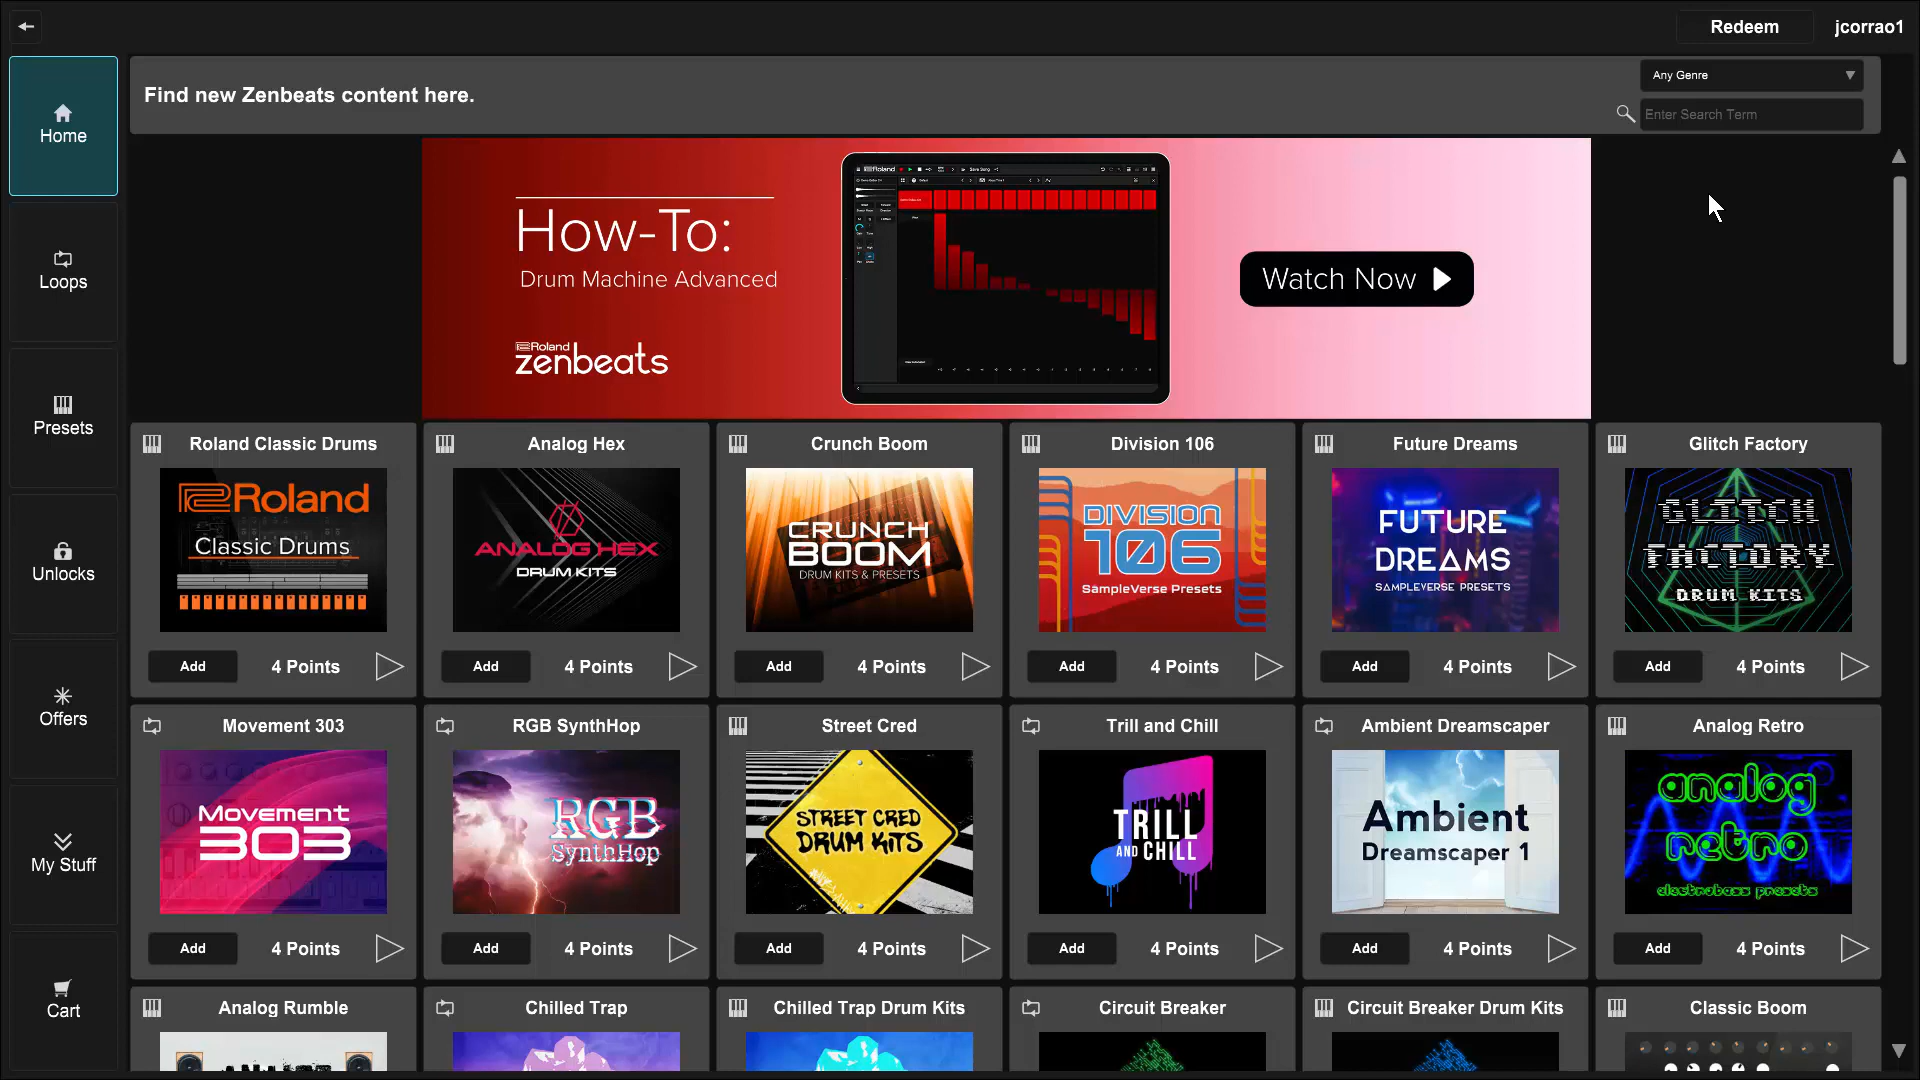 Redeem
jcorrao1
Home
Loops
Presets
Unlocks
Offers
My Stuff
Cart
Find new Zenbeats content here.
Any Genre
Enter Search Term
How-To:
Drum Machine Advanced
Roland
zenbeats
Roland
Save Song
Watch Now
Roland Classic Drums
Analog Hex
Crunch Boom
Division 106
Future Dreams
Glitch Factory
Roland
Classic Drums
ANALOG HEX
DRUM KITS
CRUNCH
BOOM
DRUM KITS & PRESETS
DIVISION
106
SampleVerse Presets
FUTURE
DREAMS
SAMPLEVERSE PRESETS
GLITCH
FACTORY
DRUM KITS
Add 4 Points
Add 4 Points
Add 4 Points
Add 4 Points
Add 4 Points
Add 4 Points
Movement 303
RGB SynthHop
Street Cred
Trill and Chill
Ambient Dreamscaper
Analog Retro
Movement
303
RGB
SynthHop
STREET CRED
DRUM KITS
TRILL
AND CHILL
Ambient
Dreamscaper 1
analog
retro
electrobass presets
Add 4 Points
Add 4 Points
Add 4 Points
Add 4 Points
Add 4 Points
Add 4 Points
Analog Rumble
Chilled Trap
Chilled Trap Drum Kits
Circuit Breaker
Circuit Breaker Drum Kits
Classic Boom